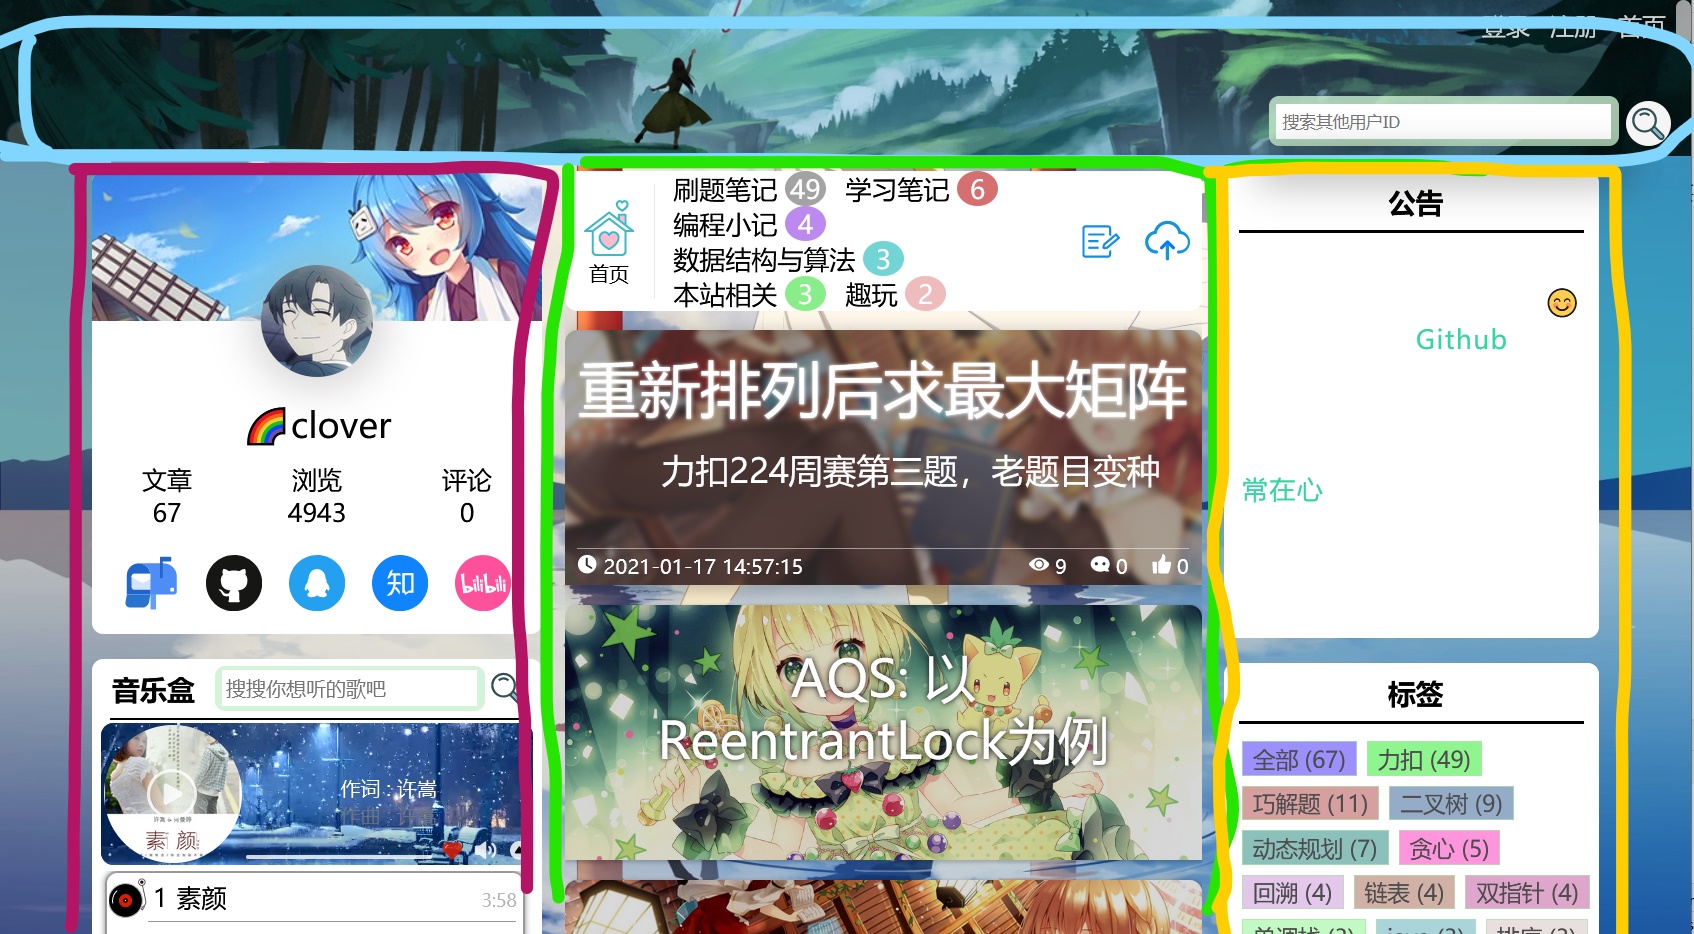 登录 注册 首页
搜索其他用户ID
clover
文章 浏览 评论
67 4943 0
知 bilibili
音乐盒 搜搜你想听的歌吧
作词 : 许嵩
作曲 : 许嵩
素颜
1 素颜 3:58
首页
刷题笔记 49 学习笔记 6
编程小记 4
数据结构与算法 3
本站相关 3 趣玩 2
重新排列后求最大矩阵
力扣224周赛第三题，老题目变种
2021-01-17 14:57:15 9 0 0
AQS: 以
ReentrantLock为例
公告
Github
常在心
标签
全部 (67) 力扣 (49)
巧解题 (11) 二叉树 (9)
动态规划 (7) 贪心 (5)
回溯 (4) 链表 (4) 双指针 (4)